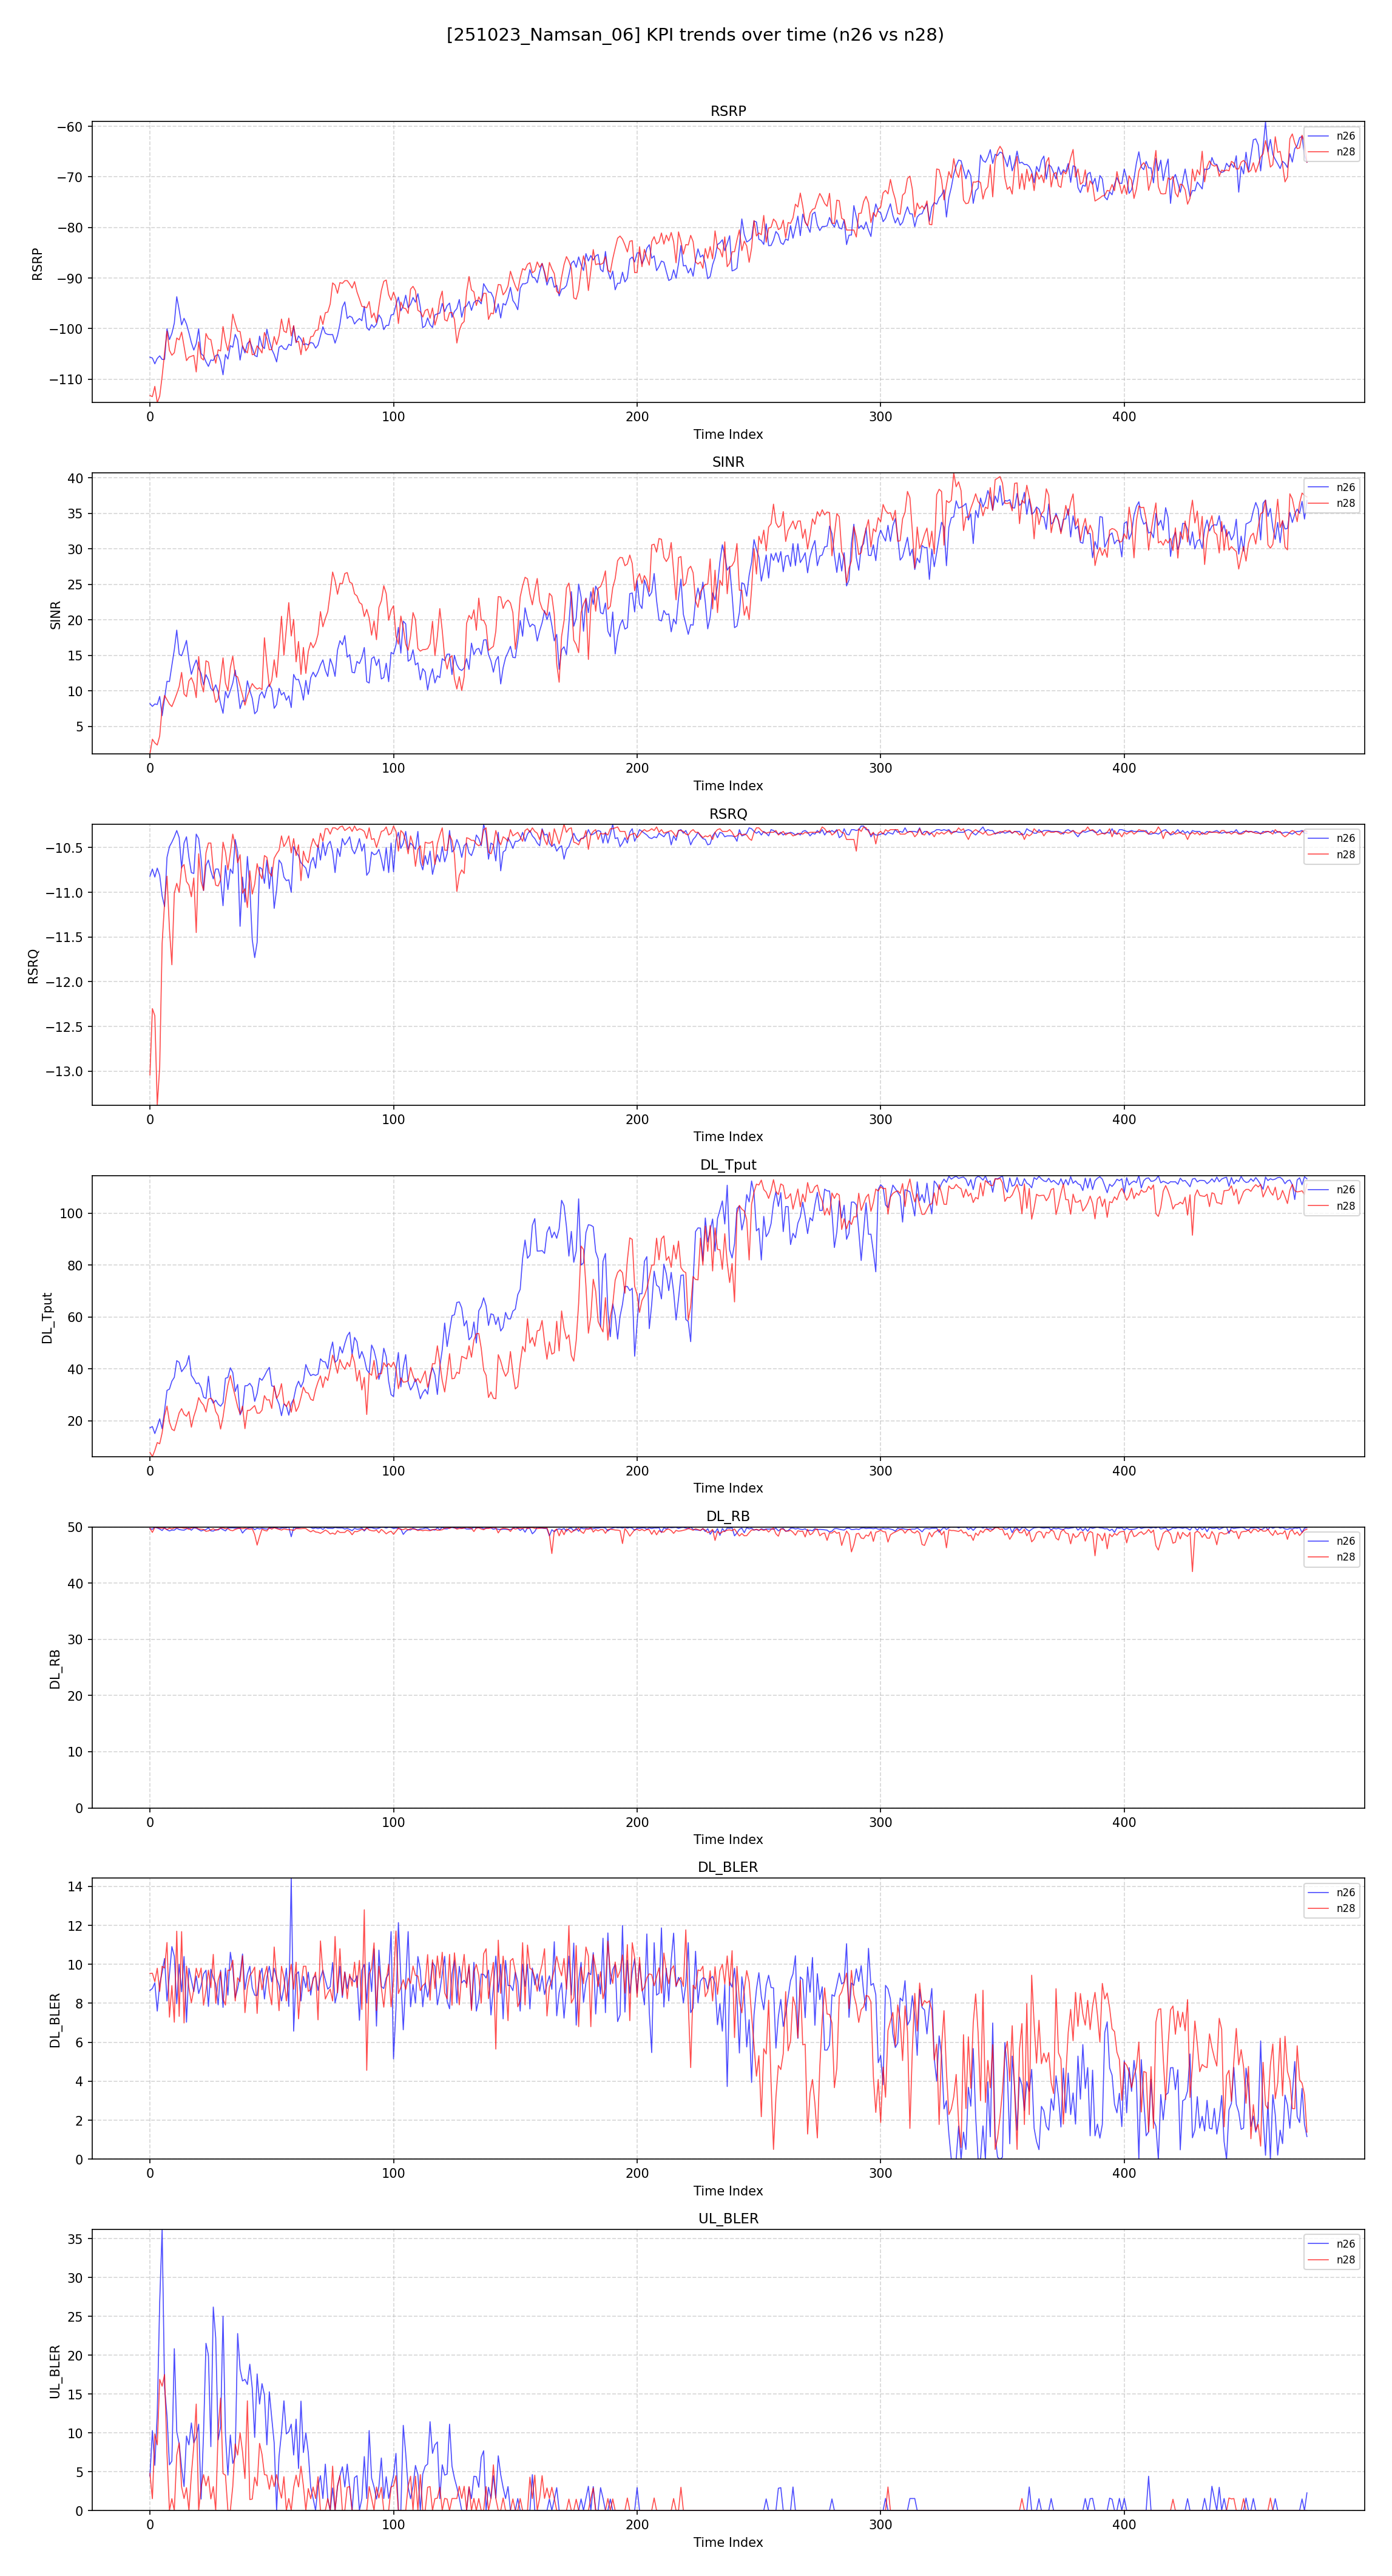 [251023_Namsan_06] KPI trends over time (n26 vs n28)
RSRP
−60
−70
−80
−90
−100
−110
RSRP
n26
n28
0 100 200 300 400
Time Index
SINR
40
35
30
25
20
15
10
5
SINR
n26
n28
0 100 200 300 400
Time Index
RSRQ
−10.5
−11.0
−11.5
−12.0
−12.5
−13.0
RSRQ
n26
n28
0 100 200 300 400
Time Index
DL_Tput
100
80
60
40
20
DL_Tput
n26
n28
0 100 200 300 400
Time Index
DL_RB
50
40
30
20
10
0
DL_RB
n26
n28
0 100 200 300 400
Time Index
DL_BLER
14
12
10
8
6
4
2
0
DL_BLER
n26
n28
0 100 200 300 400
Time Index
UL_BLER
35
30
25
20
15
10
5
0
UL_BLER
n26
n28
0 100 200 300 400
Time Index